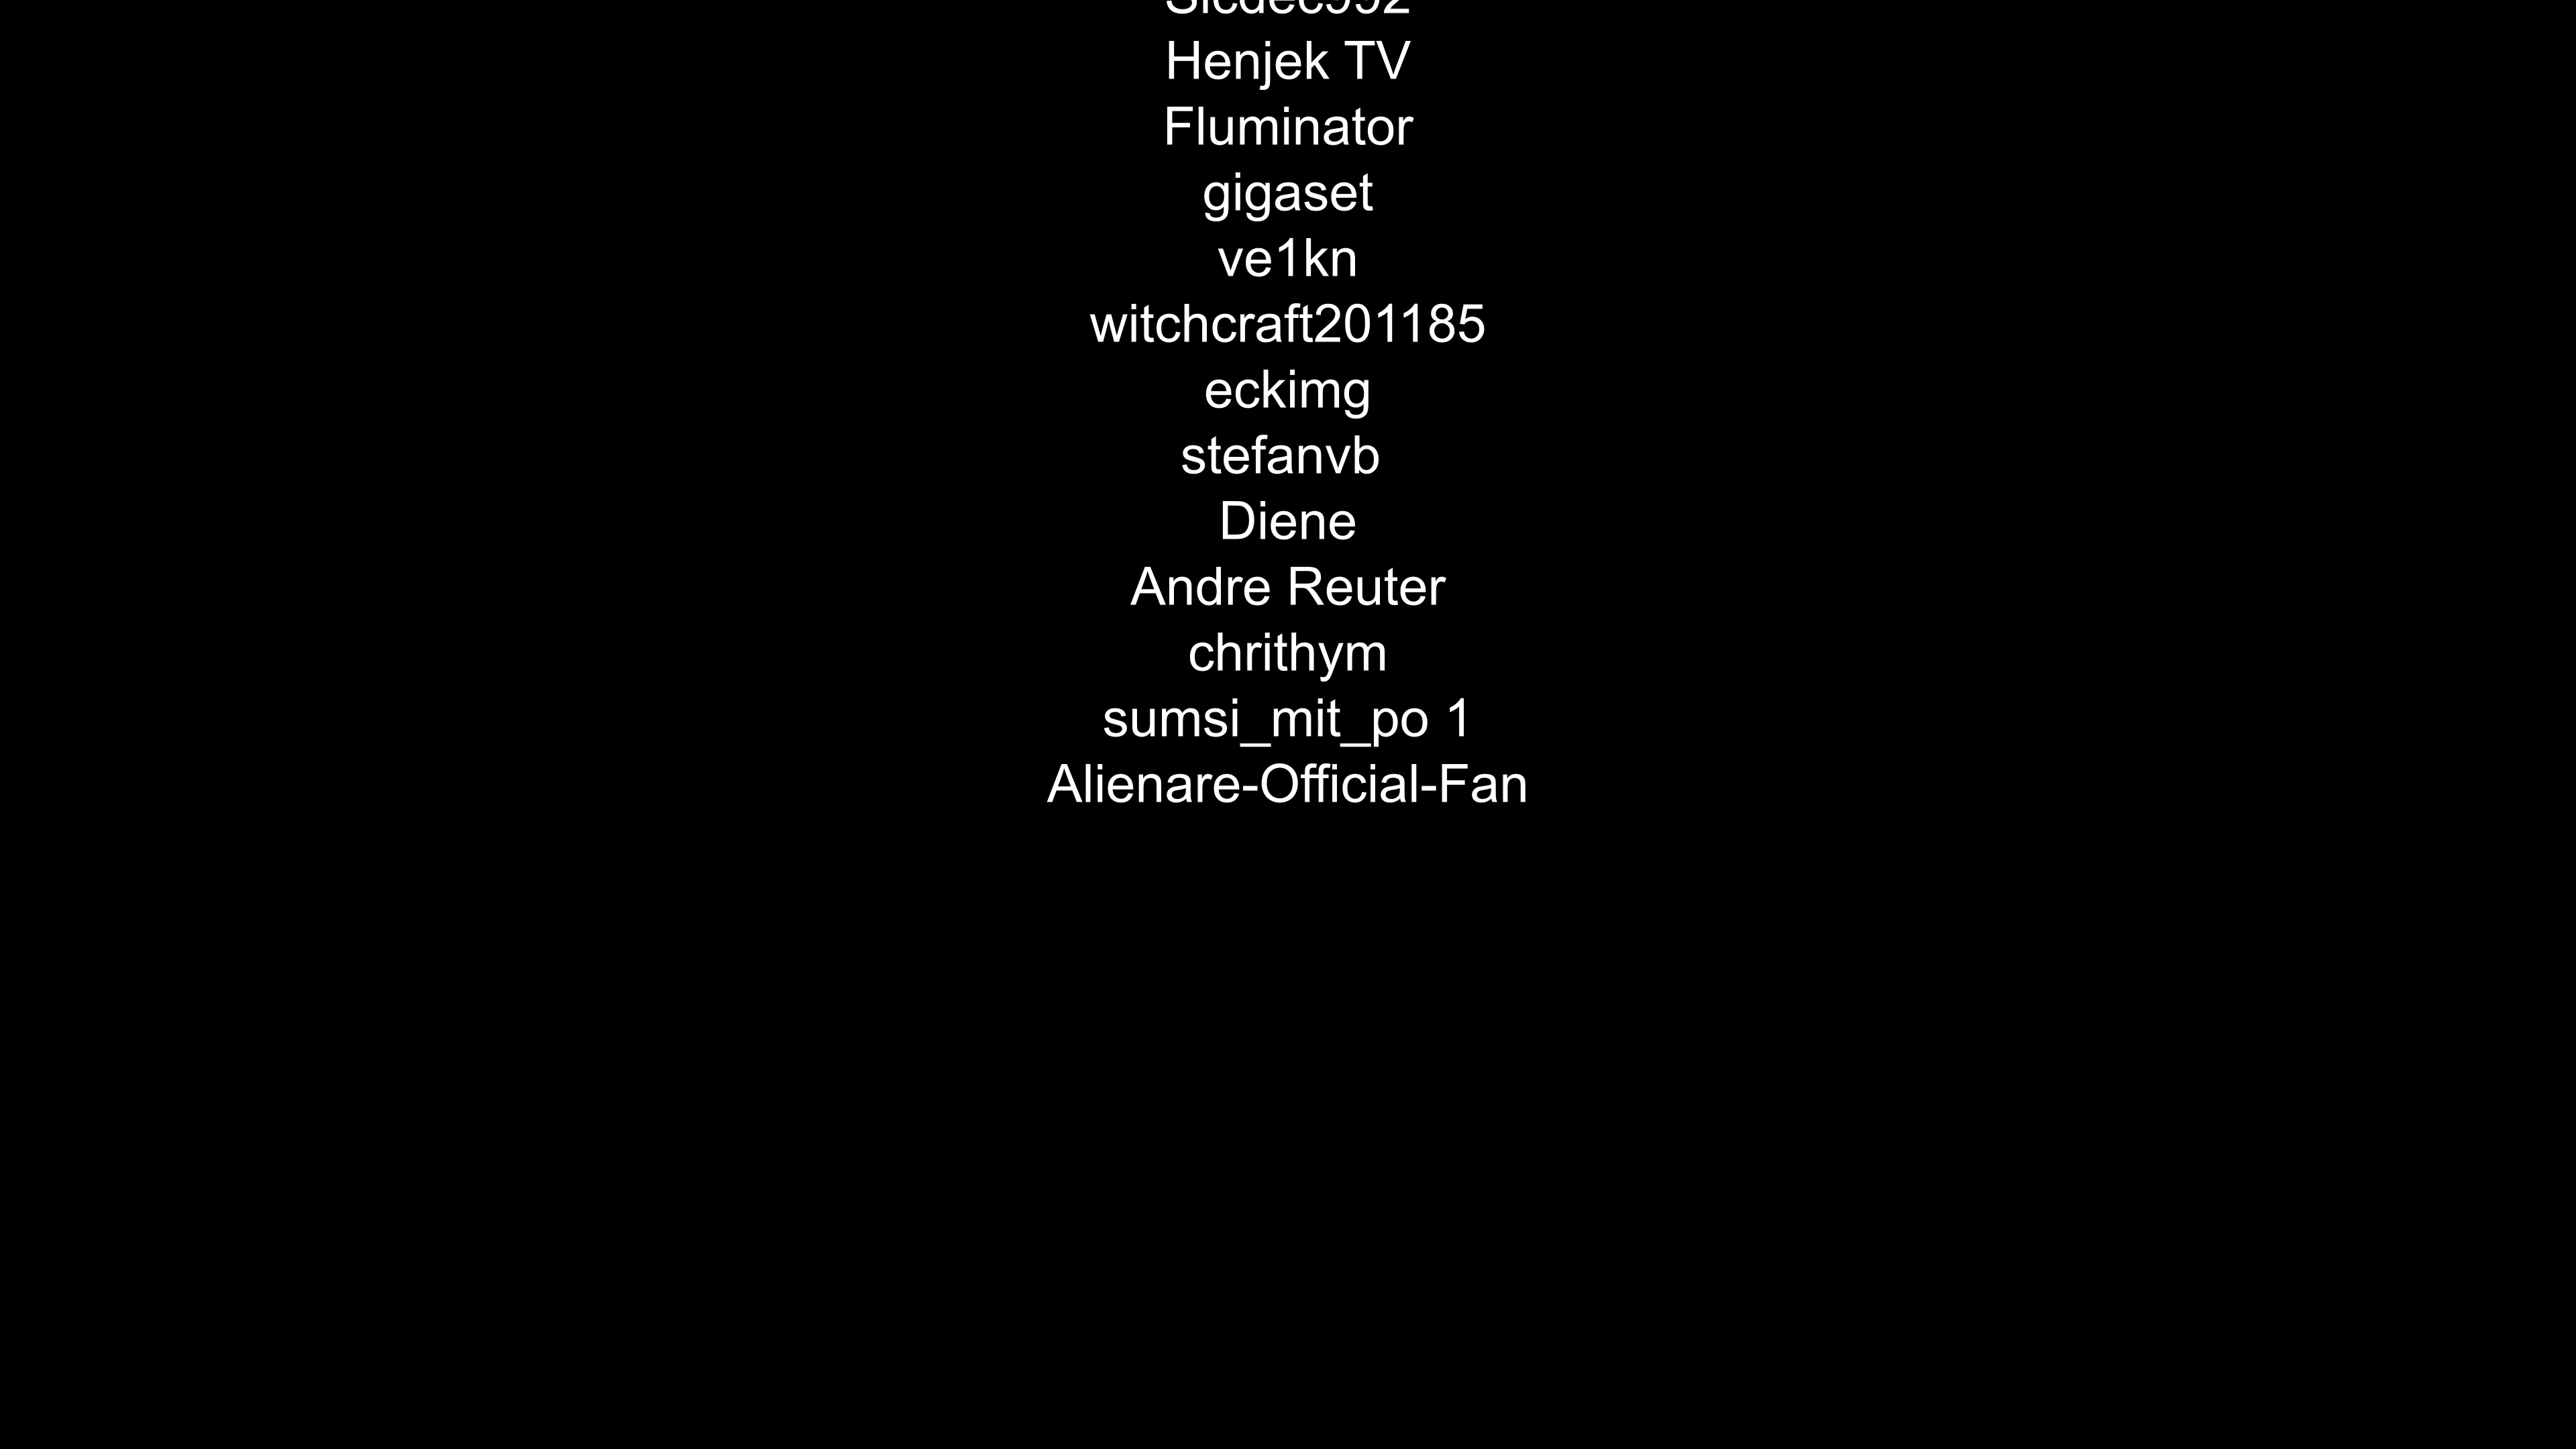 Henjek TV
Fluminator
gigaset
ve1kn
witchcraft201185
eckimg
stefanvb
Diene
Andre Reuter
chrithym
sumsi_mit_po 1
Alienare-Official-Fan